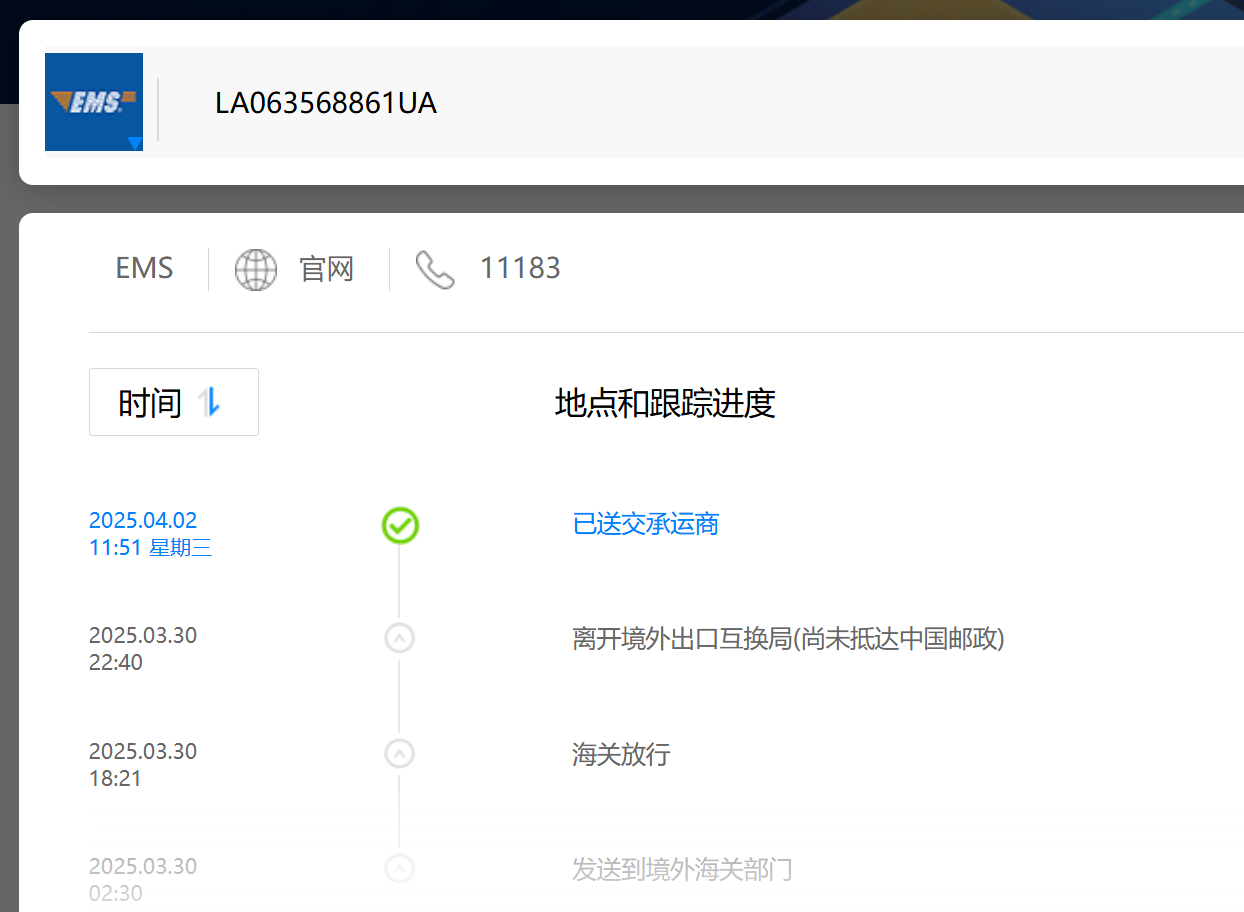 EMS
LA063568861UA
EMS 官网 11183
时间 地点和跟踪进度
2025.04.02
11:51 星期三
已送交承运商
2025.03.30
22:40
离开境外出口互换局(尚未抵达中国邮政)
2025.03.30
18:21
海关放行
2025.03.30
02:30
发送到境外海关部门